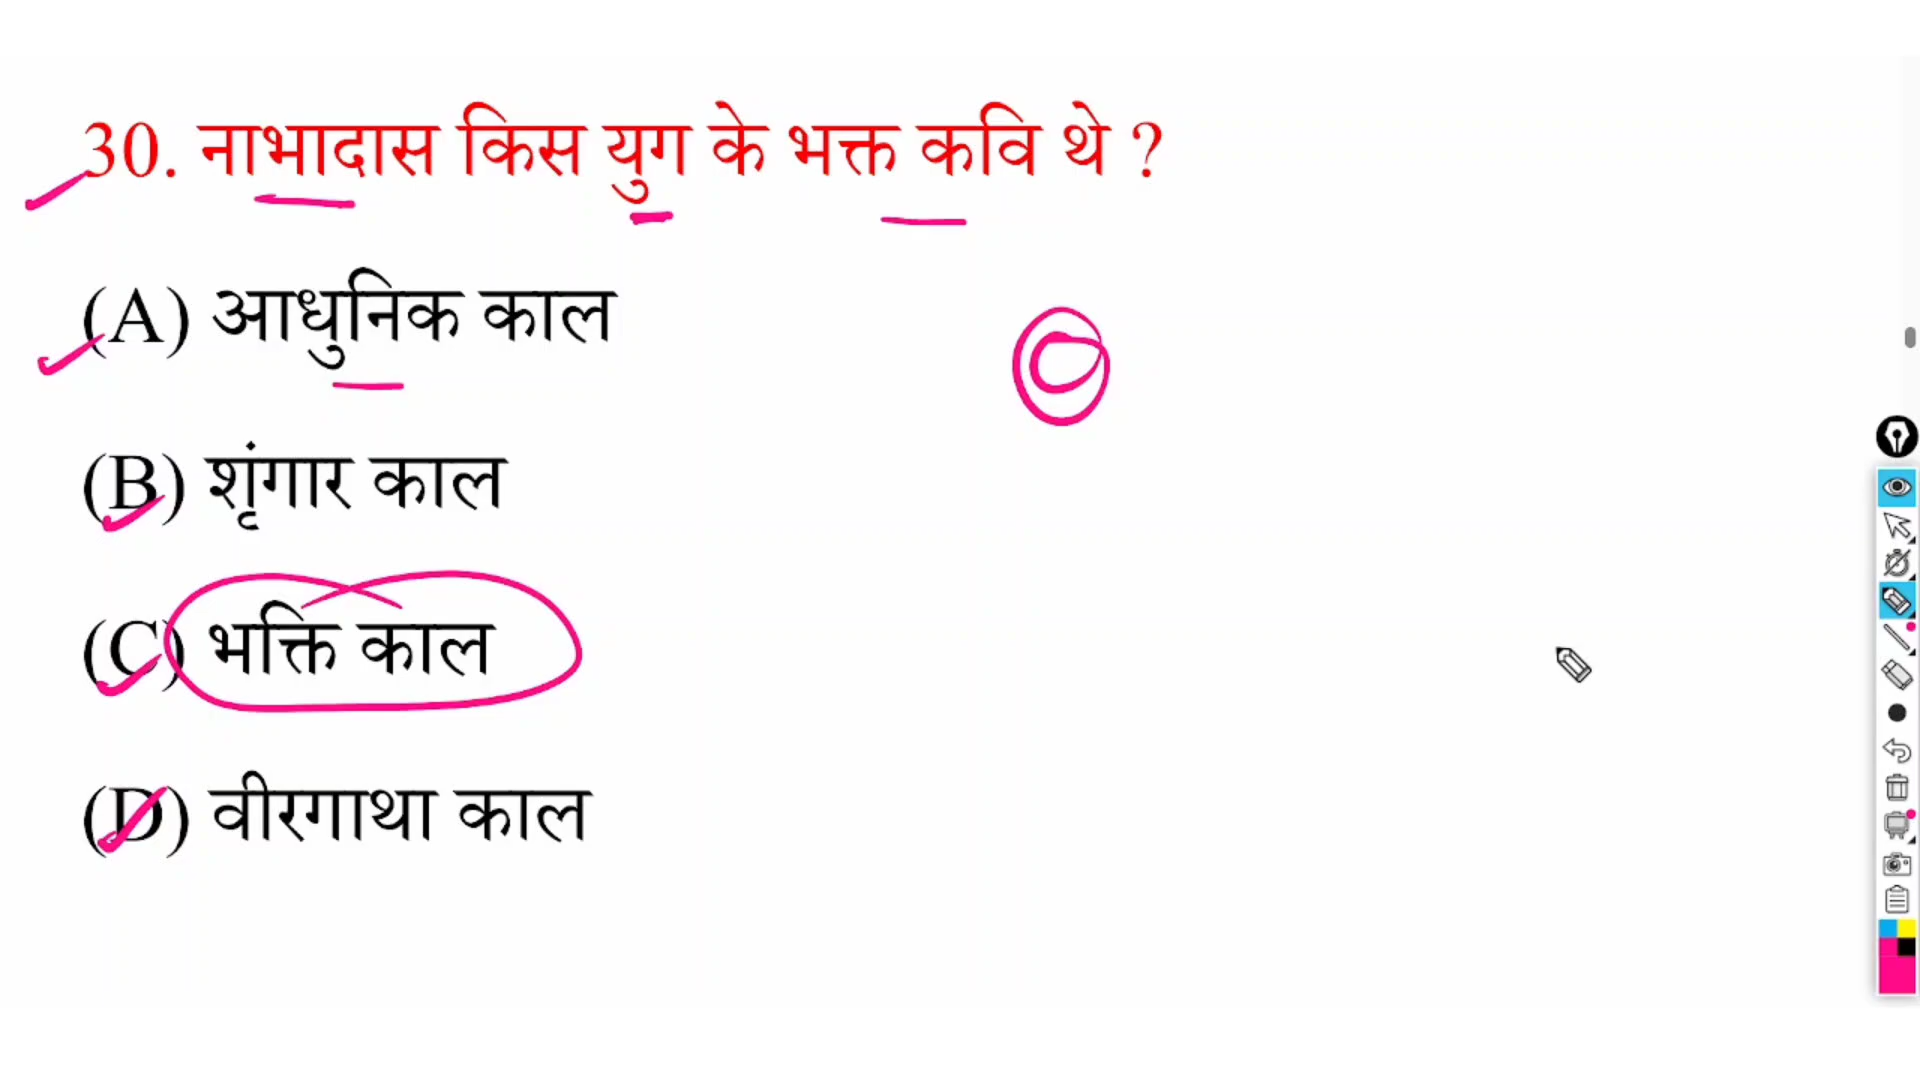 30. नाभादास किस युग के भक्त कवि थे ?
(A) आधुनिक काल
(B) शृंगार काल
(C) भक्ति काल
(D) वीरगाथा काल